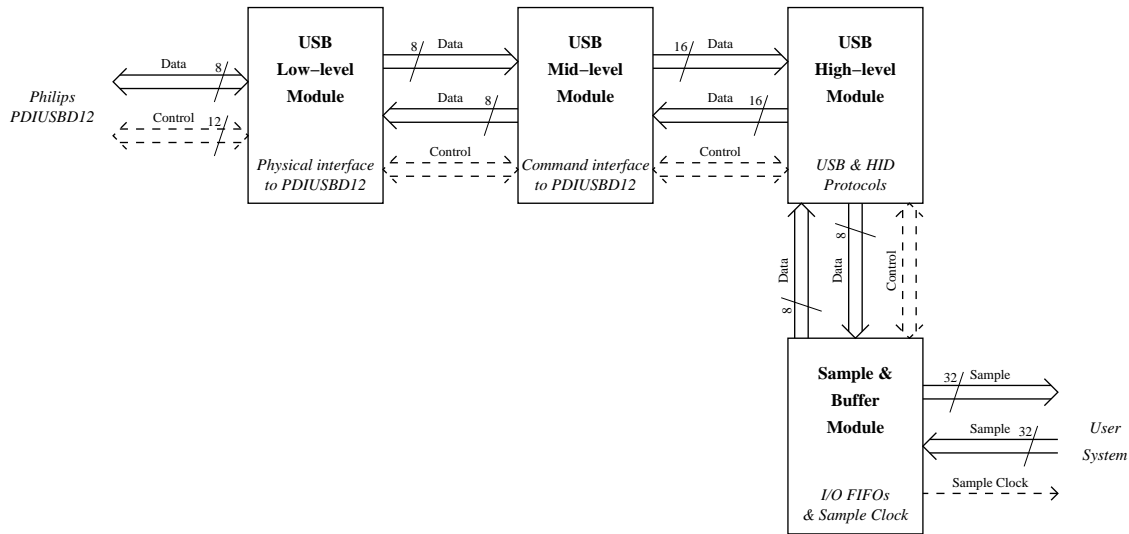 Philips
PDIUSBD12
Data
8
Control
12
USB
Low−level
Module
Physical interface
to PDIUSBD12
8
Data
Data
8
Control
USB
Mid−level
Module
Command interface
to PDIUSBD12
16
Data
Data
16
Control
USB
High−level
Module
USB & HID
Protocols
8
Data
8
Data
Control
Sample &
Buffer
Module
I/O FIFOs
& Sample Clock
32
Sample
Sample
32
Sample Clock
User
System